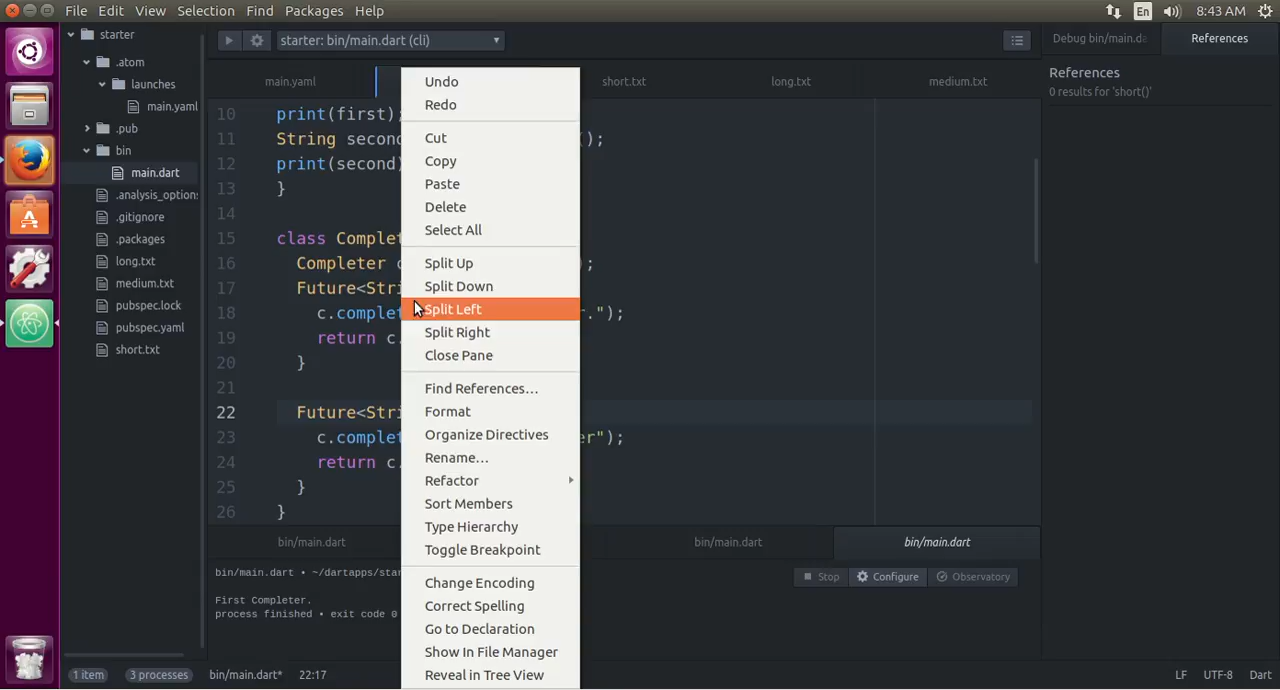 File Edit View Selection Find Packages Help
En 8:43 AM
starter
.atom
launches
main.yaml
.pub
bin
main.dart
.analysis_options
.gitignore
.packages
long.txt
medium.txt
pubspec.lock
pubspec.yaml
short.txt
starter: bin/main.dart (cli)
main.yaml short.txt long.txt medium.txt
10 print(first);
11 String second ();
12 print(second)
13 }
14
15 class Complet
16 Completer c );
17 Future<Stri
18 c.complet r.");
19 return c.
20 }
21
22 Future<Stri
23 c.complet er");
24 return c.
25 }
26 }
Undo
Redo
Cut
Copy
Paste
Delete
Select All
Split Up
Split Down
Split Left
Split Right
Close Pane
Find References…
Format
Organize Directives
Rename…
Refactor
Sort Members
Type Hierarchy
Toggle Breakpoint
Change Encoding
Correct Spelling
Go to Declaration
Show In File Manager
Reveal in Tree View
Debug bin/main.da References
References
0 results for 'short()'
bin/main.dart bin/main.dart bin/main.dart
bin/main.dart • ~/dartapps/star
Stop Configure Observatory
First Completer.
process finished • exit code 0
1 item 3 processes bin/main.dart* 22:17 LF UTF-8 Dart